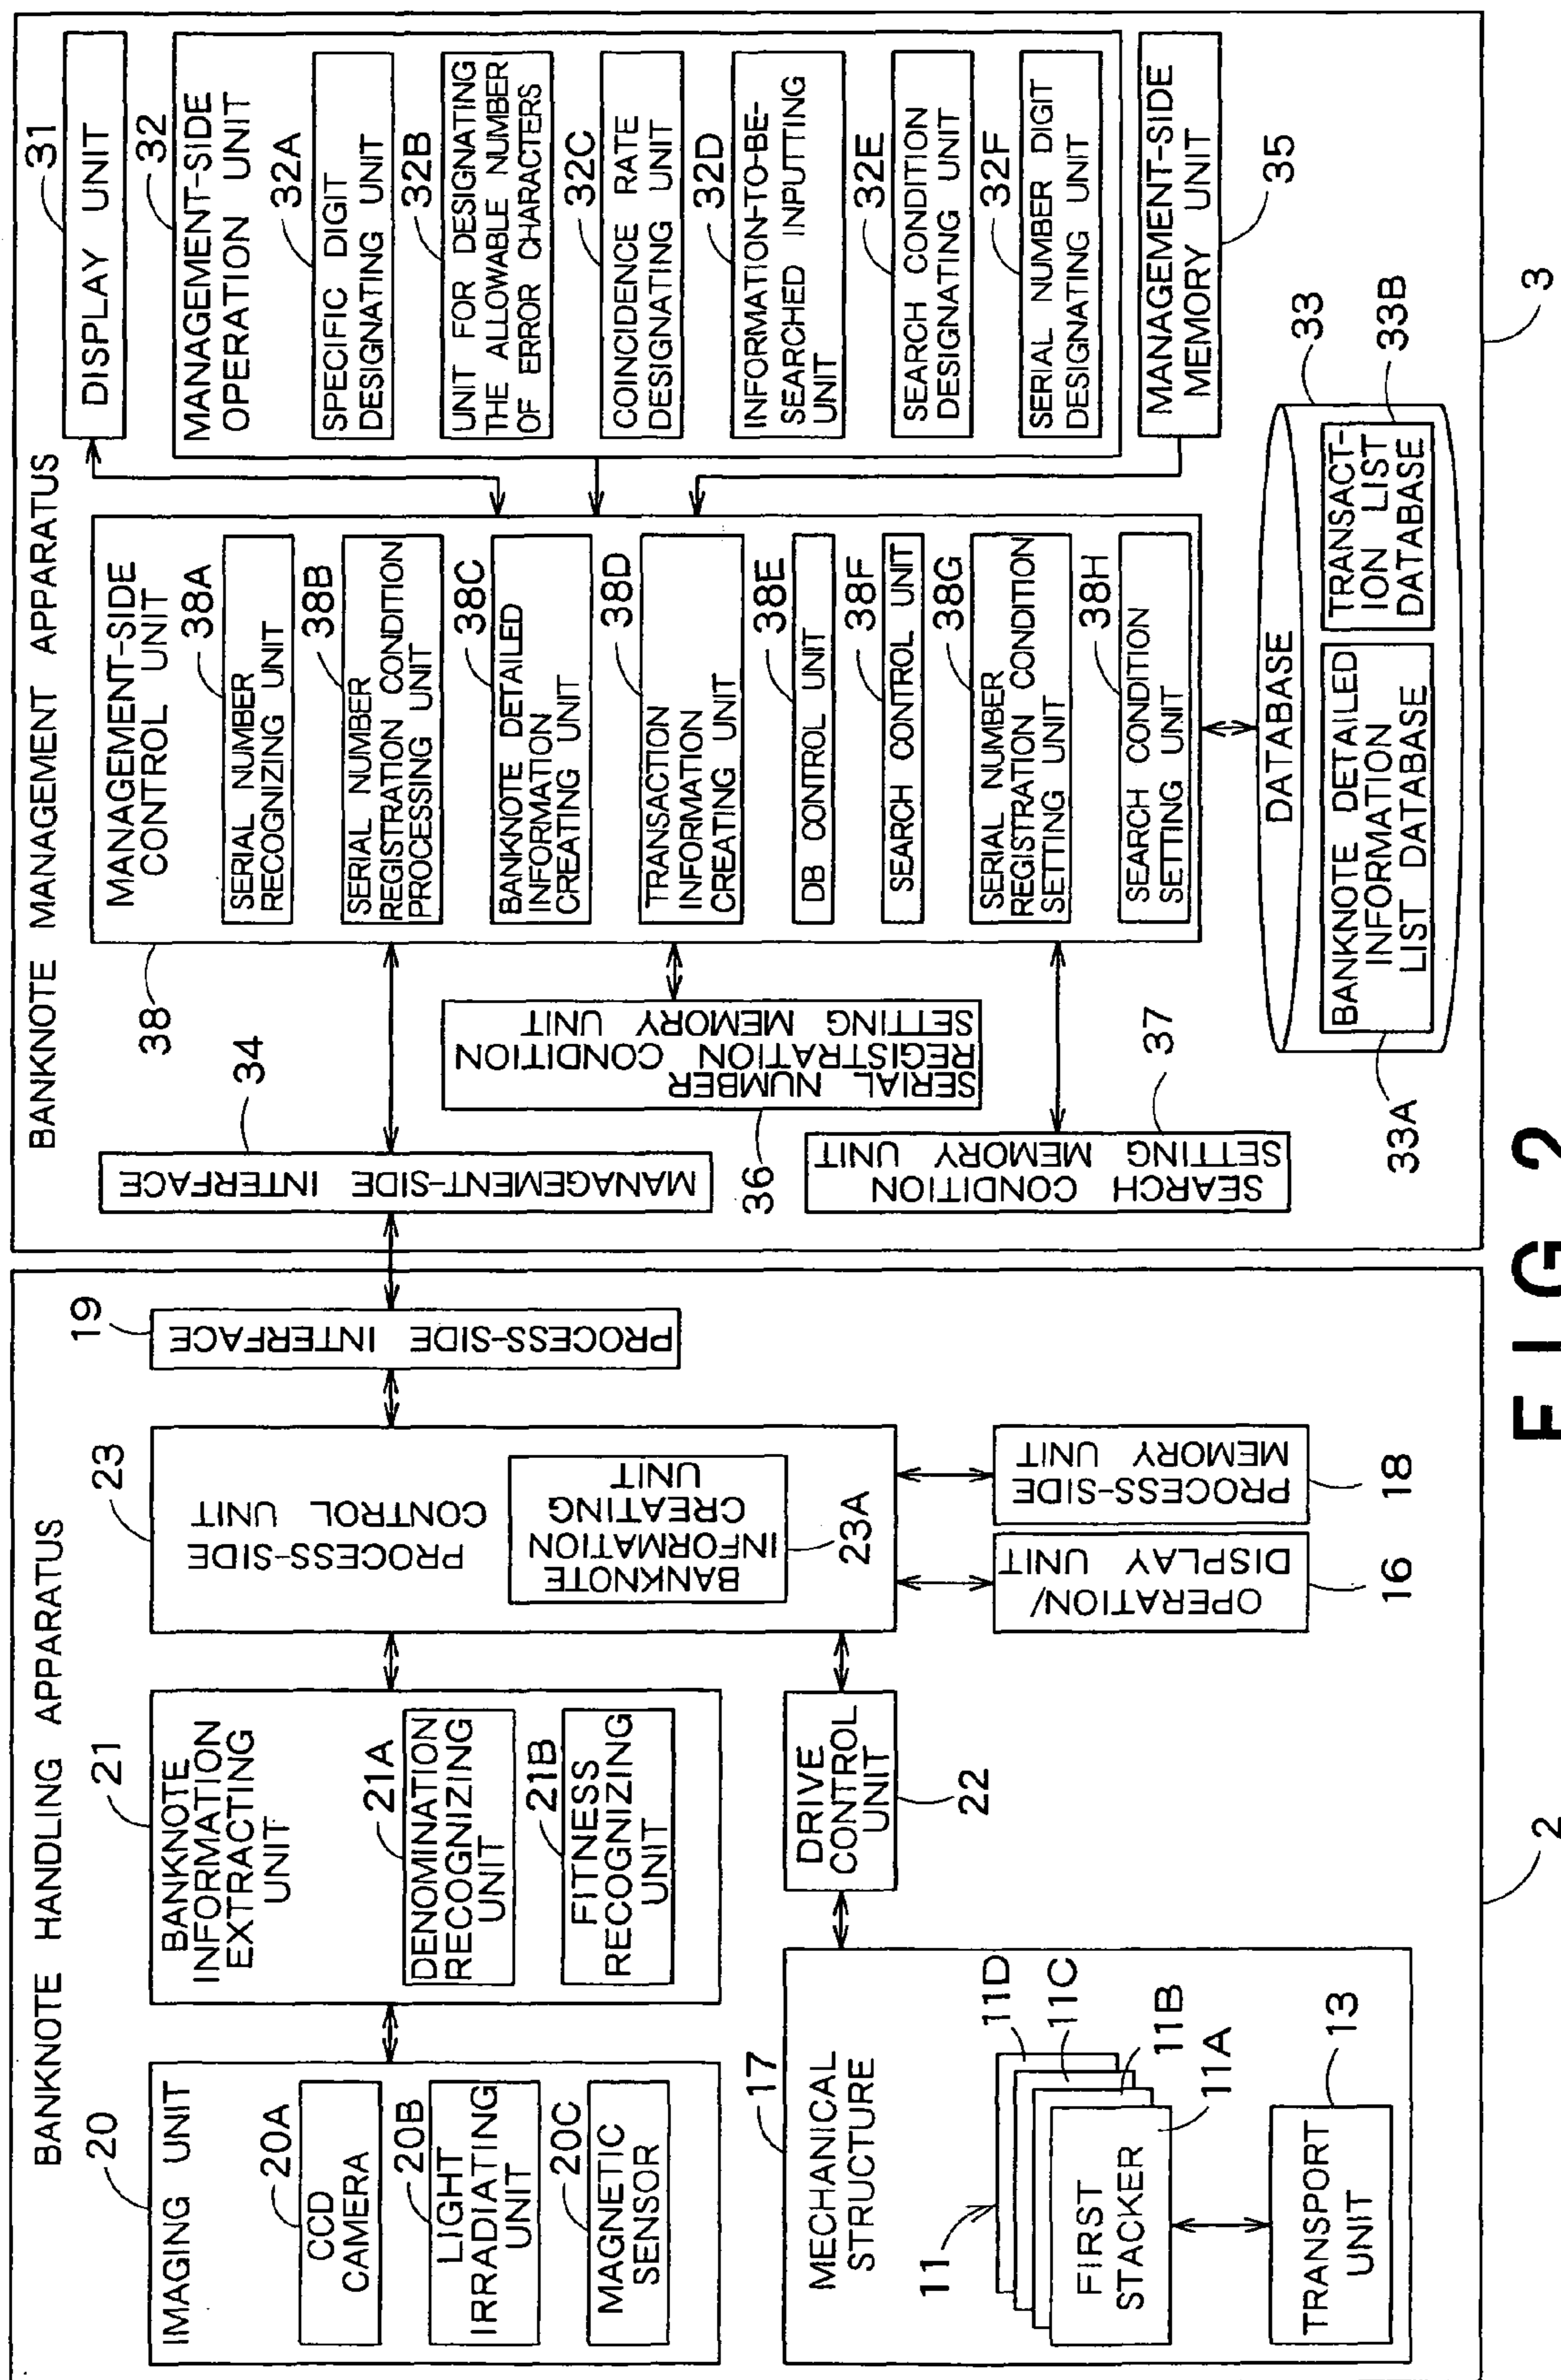 BANKNOTE HANDLING APPARATUS
20
IMAGING UNIT
20A
CCD
CAMERA
20B
LIGHT
IRRADIATING
UNIT
20C
MAGNETIC
SENSOR
21
BANKNOTE
INFORMATION
EXTRACTING
UNIT
21A
DENOMINATION
RECOGNIZING
UNIT
21B
FITNESS
RECOGNIZING
UNIT
23
PROCESS-SIDE
CONTROL UNIT
BANKNOTE
INFORMATION
CREATING
UNIT
23A
19
PROCESS-SIDE INTERFACE
17
MECHANICAL
STRUCTURE
11
11D
11C
11B
11A
FIRST
STACKER
13
TRANSPORT
UNIT
DRIVE
CONTROL
UNIT
22
OPERATION/
DISPLAY UNIT
16
PROCESS-SIDE
MEMORY UNIT
18
2
BANKNOTE MANAGEMENT APPARATUS
34
MANAGEMENT-SIDE INTERFACE
36
SERIAL NUMBER
REGISTRATION CONDITION
SETTING MEMORY UNIT
37
SEARCH CONDITION
SETTING MEMORY UNIT
38
MANAGEMENT-SIDE
CONTROL UNIT
38A
SERIAL NUMBER
RECOGNIZING UNIT
38B
SERIAL NUMBER
REGISTRATION CONDITION
PROCESSING UNIT
38C
BANKNOTE DETAILED
INFORMATION
CREATING UNIT
38D
TRANSACTION
INFORMATION
CREATING UNIT
38E
DB CONTROL UNIT
38F
SEARCH CONTROL UNIT
38G
SERIAL NUMBER
REGISTRATION CONDITION
SETTING UNIT
38H
SEARCH CONDITION
SETTING UNIT
31
DISPLAY UNIT
32
MANAGEMENT-SIDE
OPERATION UNIT
32A
SPECIFIC DIGIT
DESIGNATING UNIT
32B
UNIT FOR DESIGNATING
THE ALLOWABLE NUMBER
OF ERROR CHARACTERS
32C
COINCIDENCE RATE
DESIGNATING UNIT
32D
INFORMATION-TO-BE-
SEARCHED INPUTTING
UNIT
32E
SEARCH CONDITION
DESIGNATING UNIT
32F
SERIAL NUMBER DIGIT
DESIGNATING UNIT
MANAGEMENT-SIDE
MEMORY UNIT
35
33
DATABASE
BANKNOTE DETAILED
INFORMATION
LIST DATABASE
33A
TRANSACT-
ION LIST
DATABASE
33B
3
FIG 2